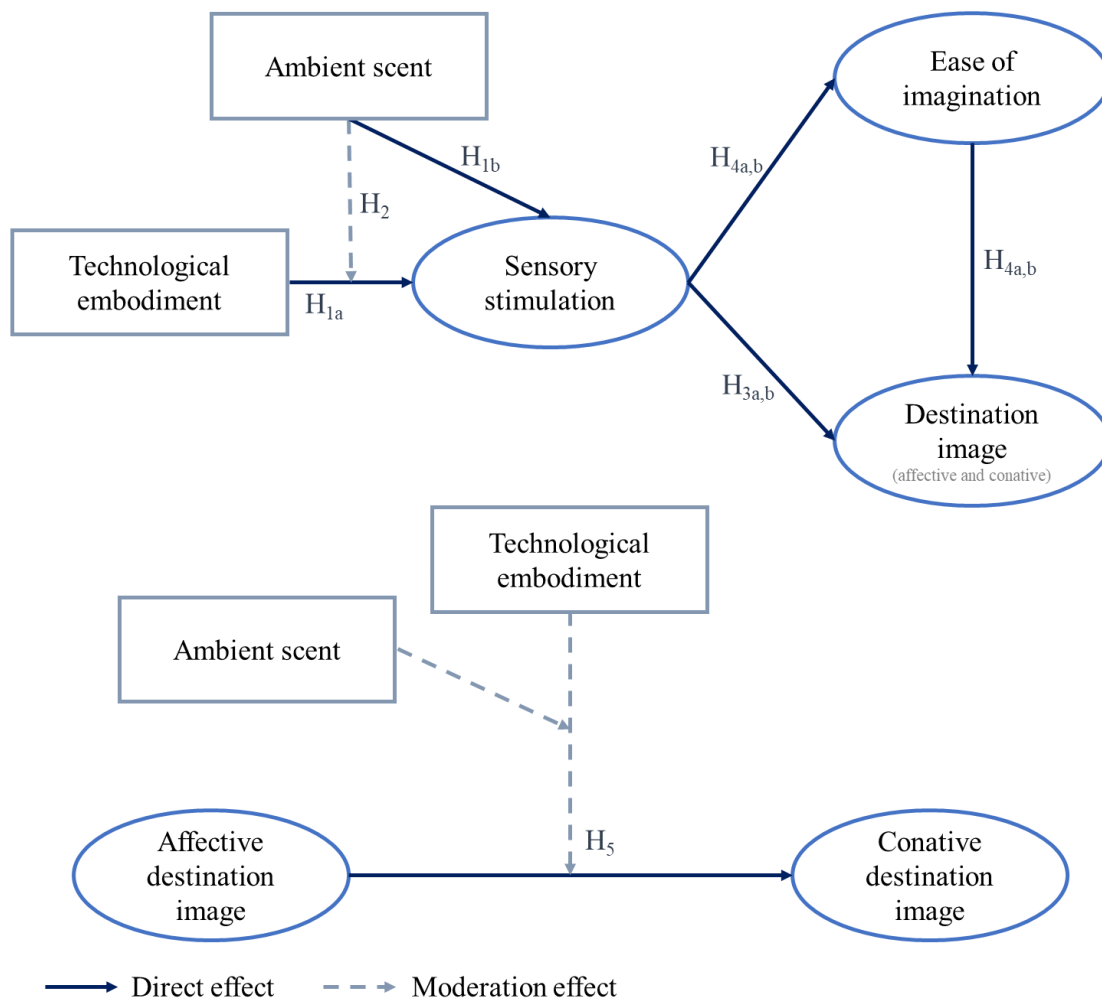 Ambient scent
Ease of
imagination
H1b
H4a,b
H2
Technological
embodiment
Sensory
stimulation
H4a,b
H1a
H3a,b
Destination
image
(affective and conative)
Technological
embodiment
Ambient scent
H5
Affective
destination
image
Conative
destination
image
Direct effect
Moderation effect